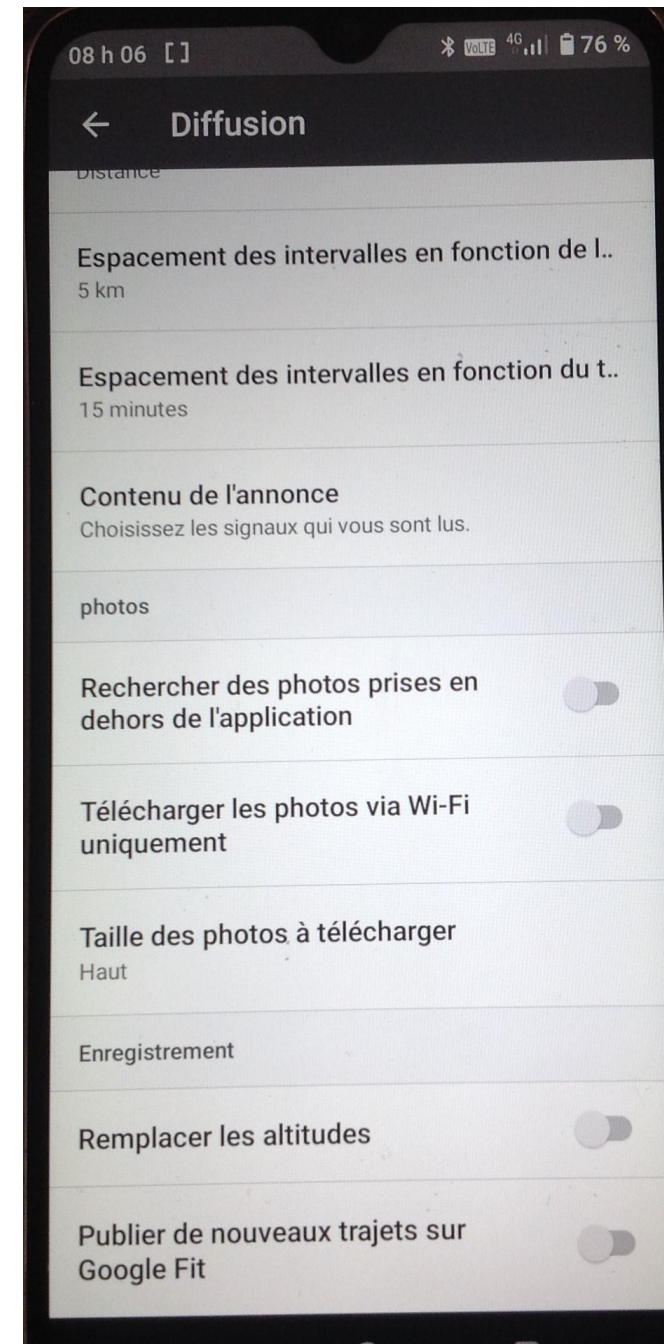 08 h 06 [ ] VoLTE 4G 76 %
Diffusion
Distance
Espacement des intervalles en fonction de l..
5 km
Espacement des intervalles en fonction du t..
15 minutes
Contenu de l'annonce
Choisissez les signaux qui vous sont lus.
photos
Rechercher des photos prises en
dehors de l'application
Télécharger les photos via Wi-Fi
uniquement
Taille des photos à télécharger
Haut
Enregistrement
Remplacer les altitudes
Publier de nouveaux trajets sur
Google Fit